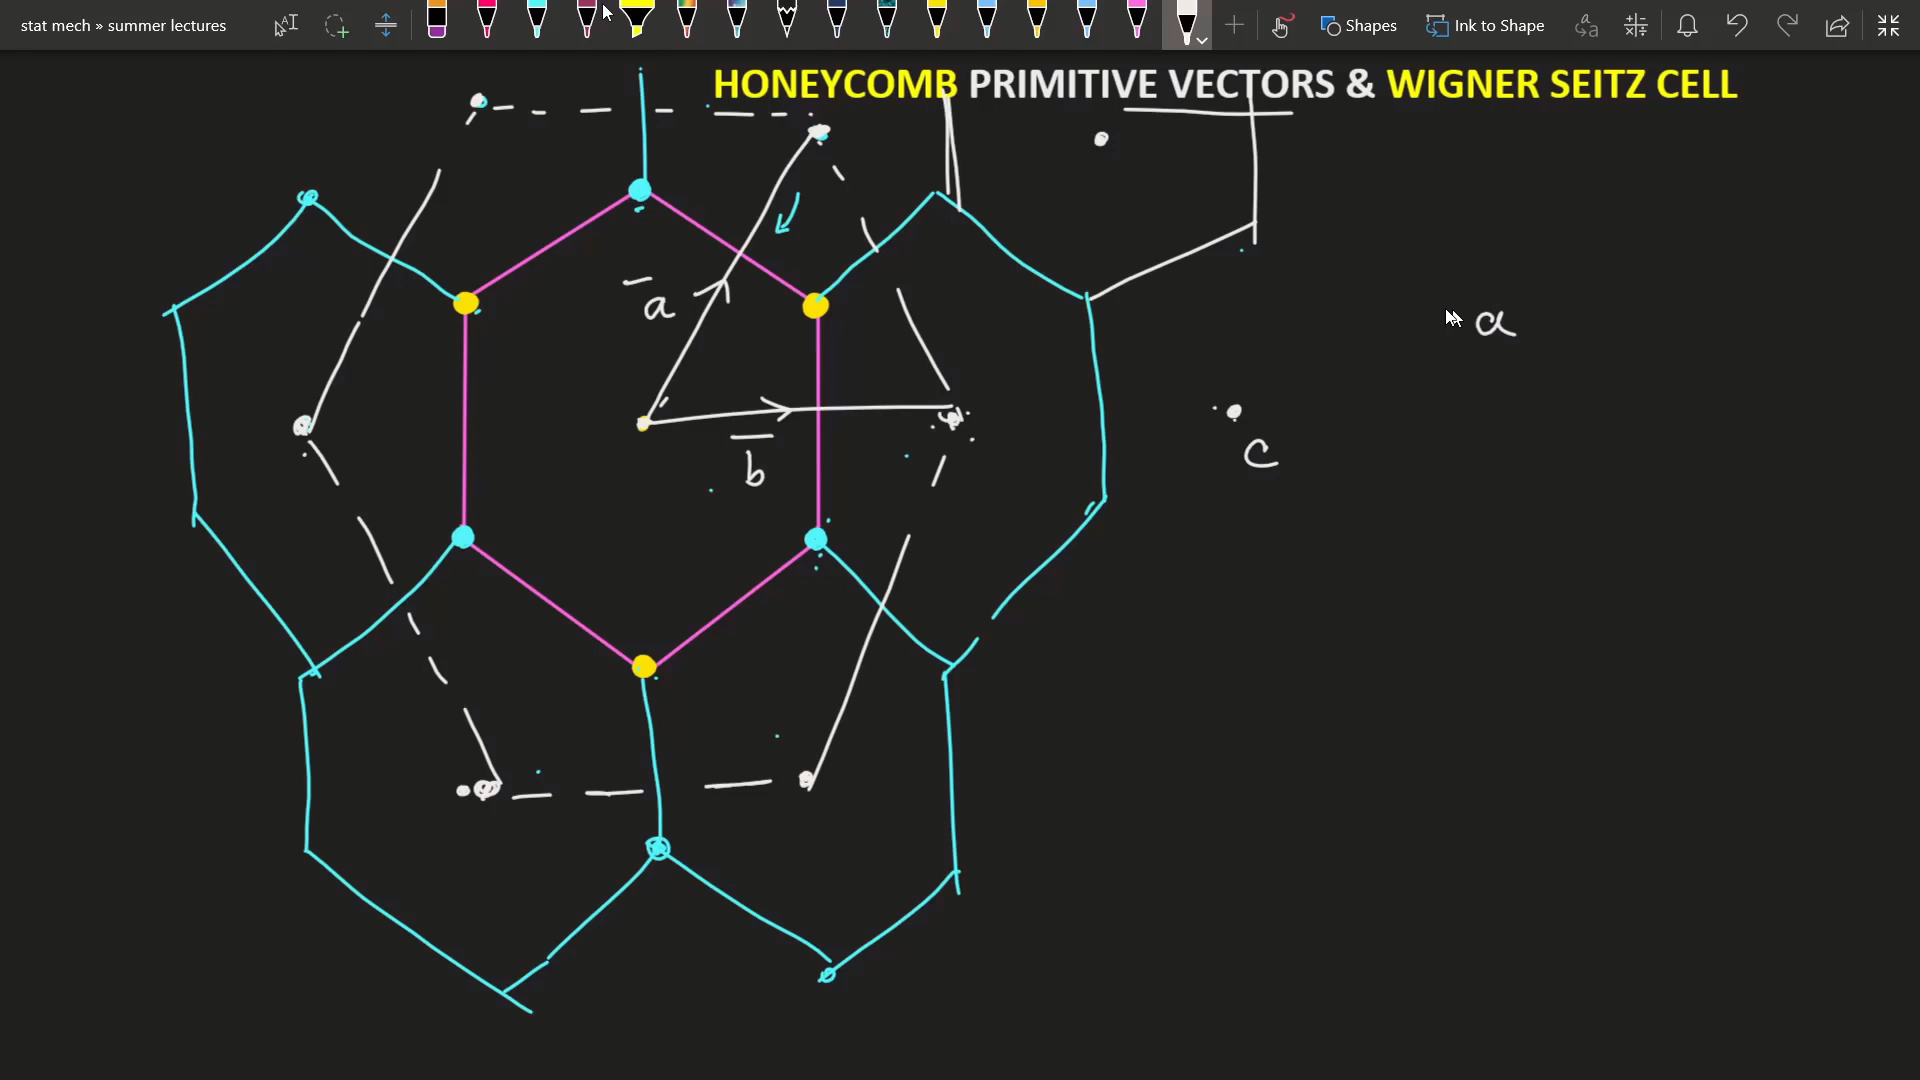 stat mech » summer lectures
Shapes
Ink to Shape
HONEYCOMB PRIMITIVE VECTORS & WIGNER SEITZ CELL
a
a
b
c